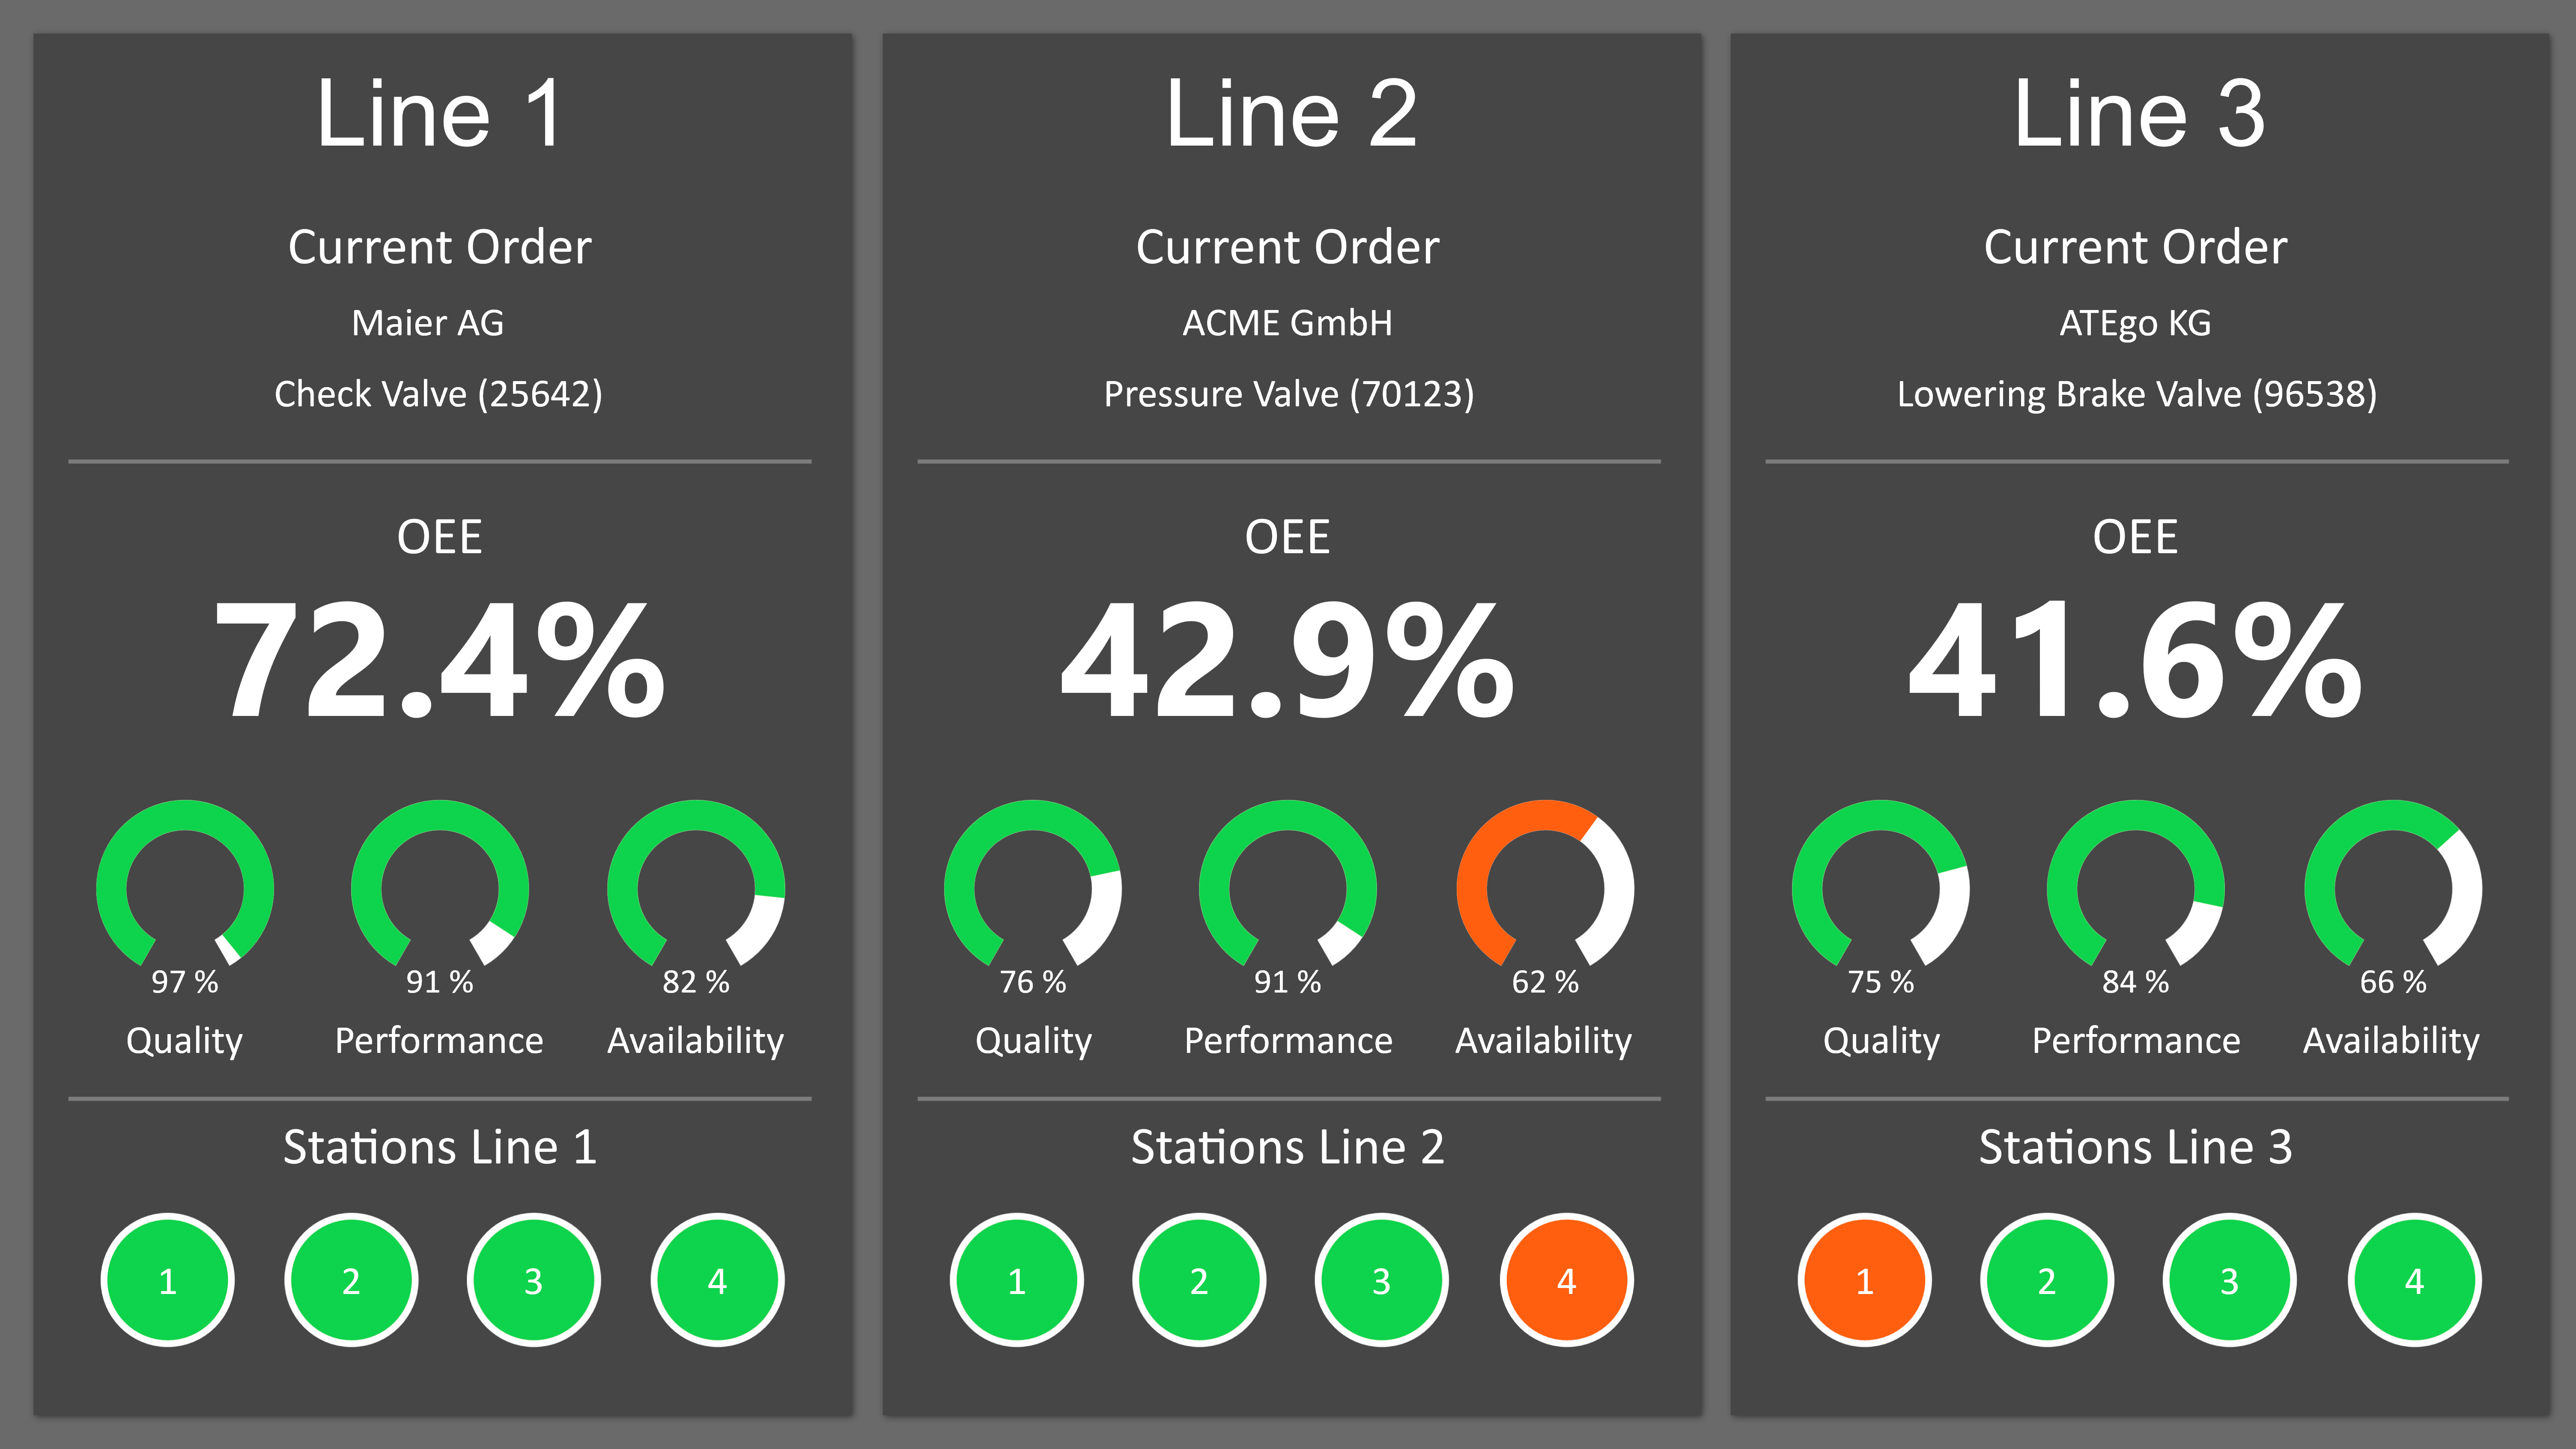 Line 1
Current Order
Maier AG
Check Valve (25642)
OEE
72.4%
97 %
Quality
91 %
Performance
82 %
Availability
Stations Line 1
1
2
3
4
Line 2
Current Order
ACME GmbH
Pressure Valve (70123)
OEE
42.9%
76 %
Quality
91 %
Performance
62 %
Availability
Stations Line 2
1
2
3
4
Line 3
Current Order
ATEgo KG
Lowering Brake Valve (96538)
OEE
41.6%
75 %
Quality
84 %
Performance
66 %
Availability
Stations Line 3
1
2
3
4